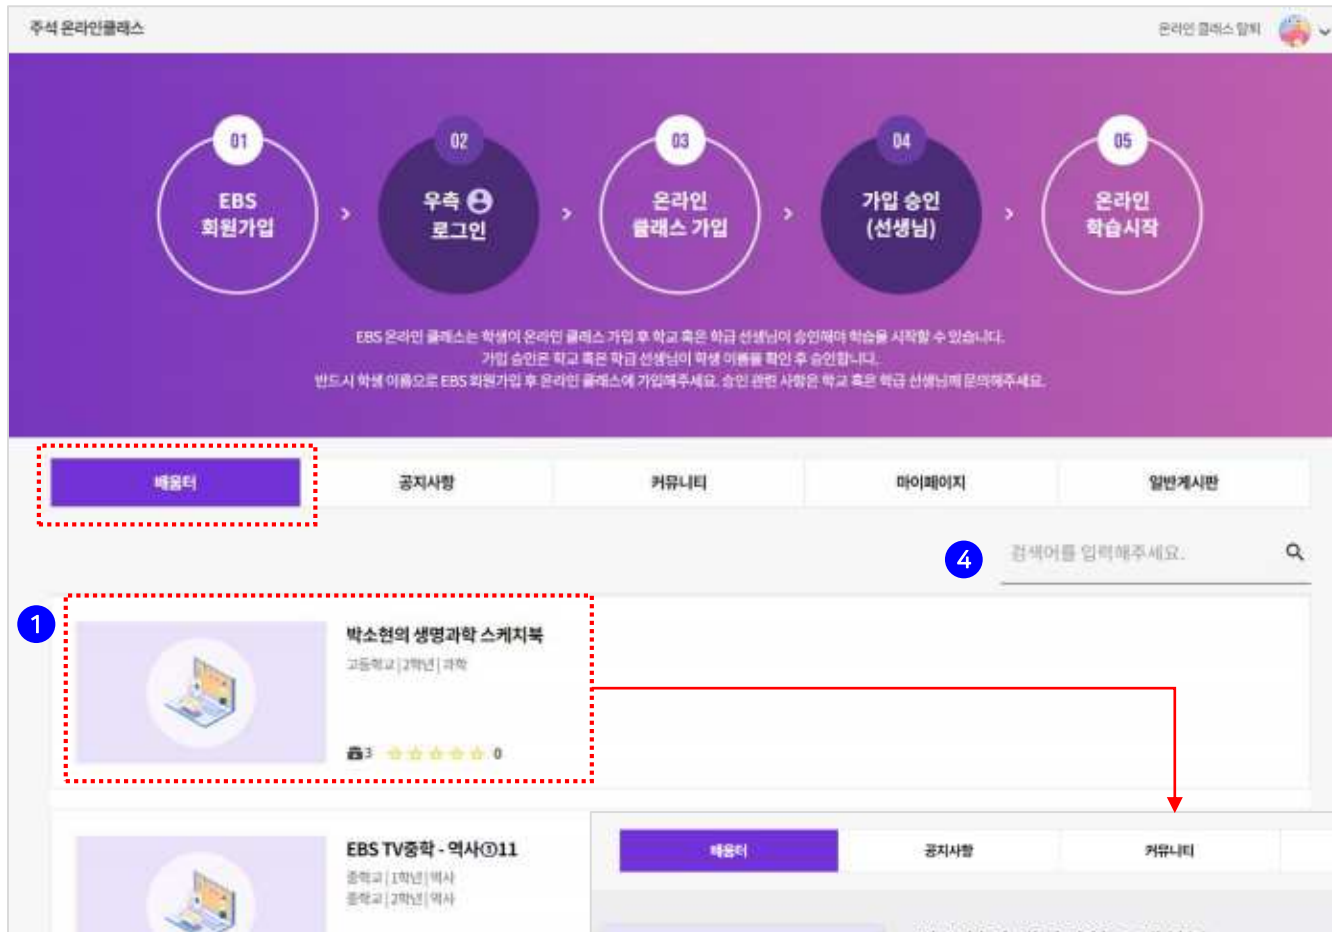 주석 온라인클래스
온라인 클래스 탈퇴
01
EBS
회원가입
02
우측
로그인
03
온라인
클래스 가입
04
가입 승인
(선생님)
05
온라인
학습시작
EBS 온라인 클래스는 학생이 온라인 클래스 가입 후 학교 혹은 학급 선생님이 승인해야 학습을 시작할 수 있습니다.
가입 승인은 학교 혹은 학급 선생님이 학생 이름을 확인 후 승인합니다.
반드시 학생 이름으로 EBS 회원가입 후 온라인 클래스에 가입해주세요. 승인 관련 사항은 학교 혹은 학급 선생님께 문의해주세요.
배움터
공지사항
커뮤니티
마이페이지
일반게시판
4
검색어를 입력해주세요.
1
박소현의 생명과학 스케치북
고등학교|2학년|과학
3
0
EBS TV중학 - 역사①11
중학교|1학년|역사
중학교|2학년|역사
배움터
공지사항
커뮤니티